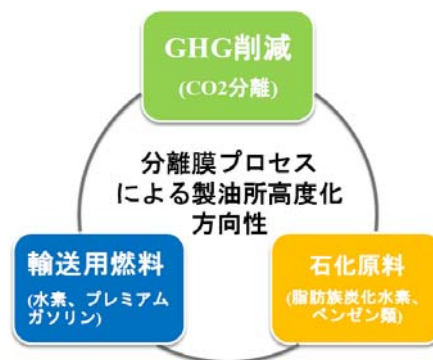 GHG削減
(CO2分離)
分離膜プロセス
による製油所高度化
方向性
輸送用燃料
(水素、プレミアム
ガソリン)
石化原料
(脂肪族炭化水素、
ベンゼン類)